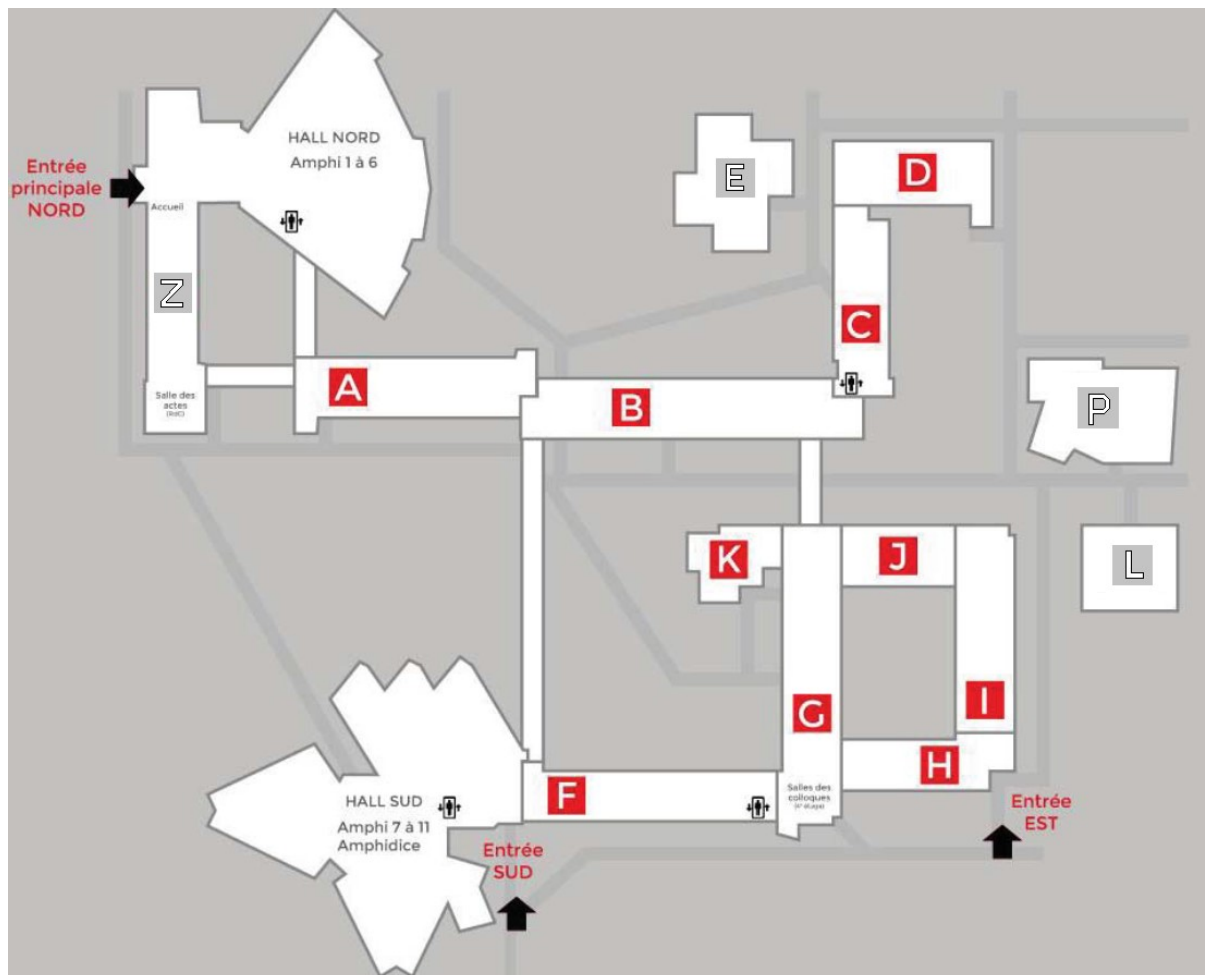 HALL NORD
Amphi 1 à 6
Entrée
principale
NORD
Accueil
E
D
Z
C
A
B
P
Salle des
actes
(RdC)
K
J
L
G
I
H
F
Salles des
colloques
HALL SUD
Amphi 7 à 11
Amphidice
Entrée
SUD
Entrée
EST